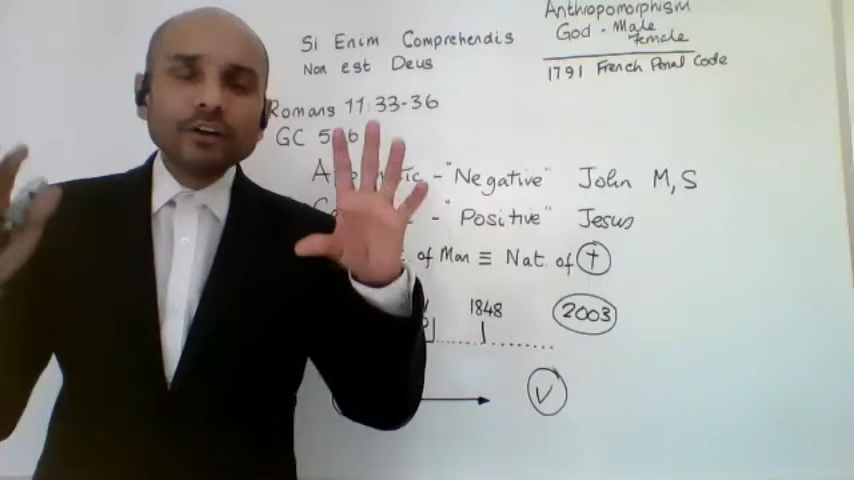 Si Enim Comprehendis
Non est Deus
Anthropomorphism
God - Male
Female
1791 French Penal Code
Romans 11:33-36
GC
- "Negative" John M, S
- "Positive" Jesus
of Man ≡ Nat. of †
1848
2003
V